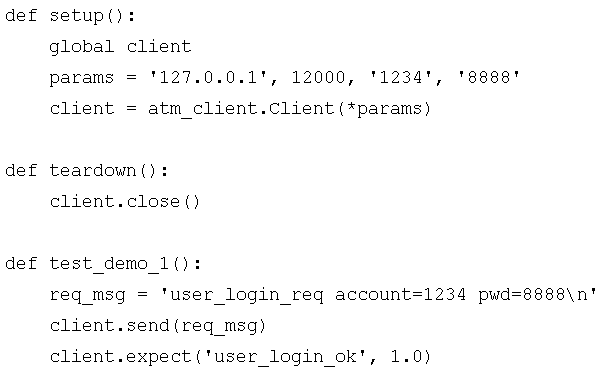 def setup():
    global client
    params = '127.0.0.1', 12000, '1234', '8888'
    client = atm_client.Client(*params)

def teardown():
    client.close()

def test_demo_1():
    req_msg = 'user_login_req account=1234 pwd=8888\n'
    client.send(req_msg)
    client.expect('user_login_ok', 1.0)